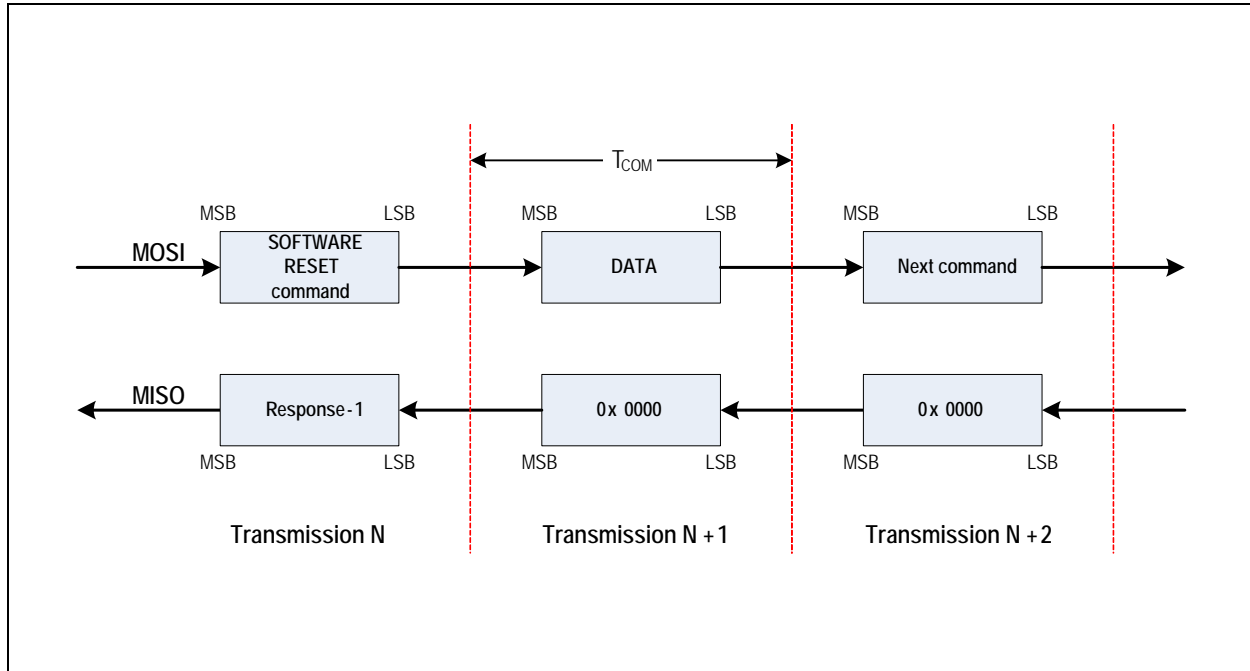 T_COM
MSB LSB MSB LSB MSB LSB
MOSI
SOFTWARE
RESET
command
DATA
Next command
MISO
Response-1
0x 0000
0x 0000
MSB LSB MSB LSB MSB LSB
Transmission N Transmission N+1 Transmission N+2